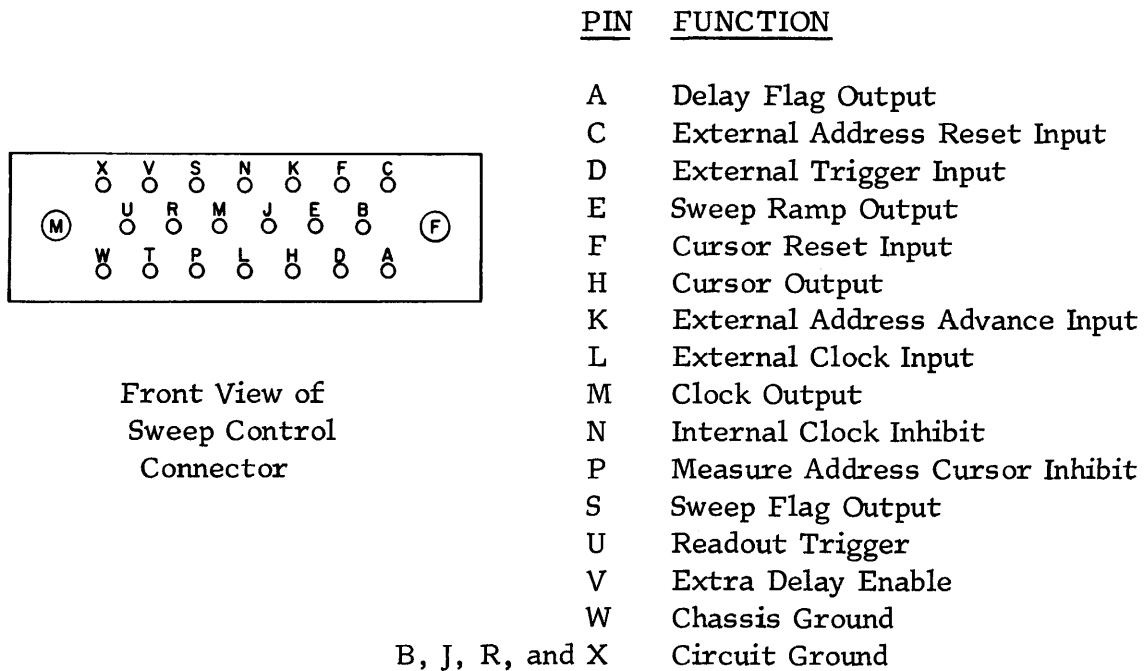 PIN FUNCTION
A Delay Flag Output
C External Address Reset Input
D External Trigger Input
E Sweep Ramp Output
F Cursor Reset Input
H Cursor Output
K External Address Advance Input
L External Clock Input
M Clock Output
N Internal Clock Inhibit
P Measure Address Cursor Inhibit
S Sweep Flag Output
U Readout Trigger
V Extra Delay Enable
W Chassis Ground
B, J, R, and X Circuit Ground
X V S N K F C
M U R M J E B F
W T P L H D A
Front View of
Sweep Control
Connector